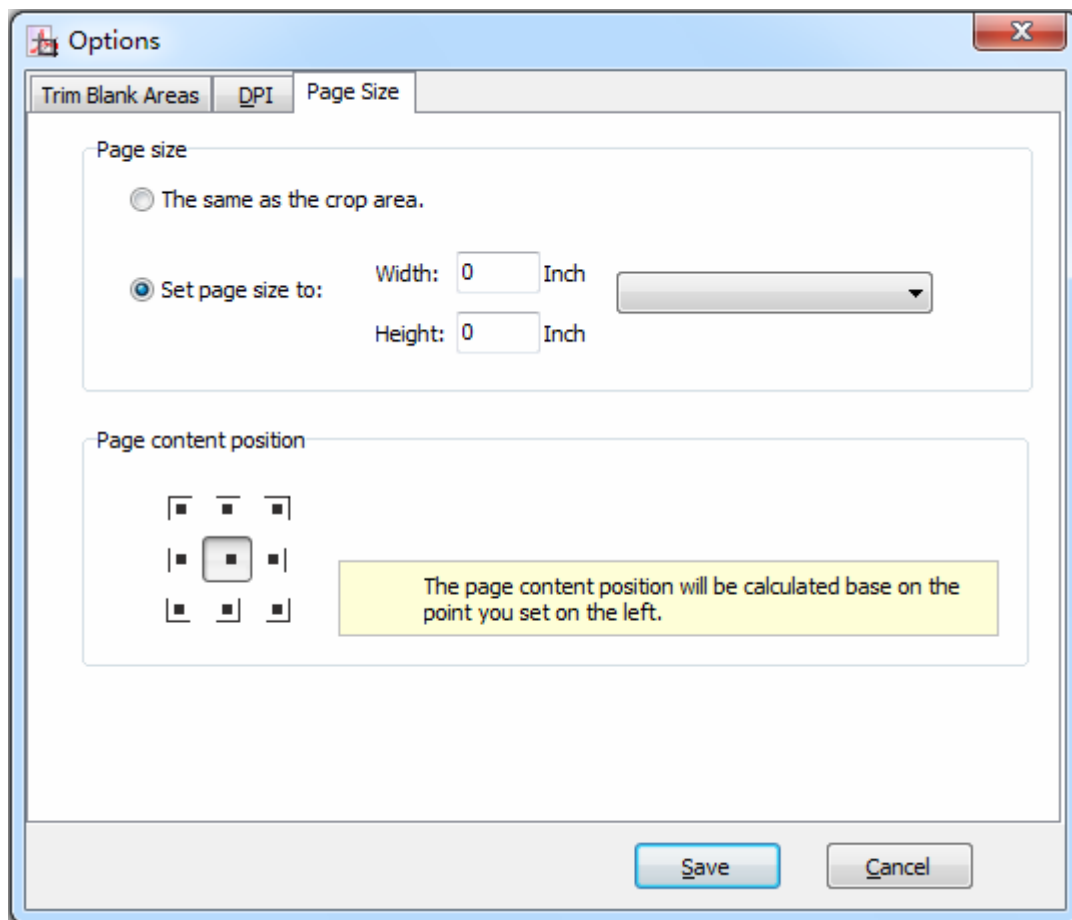 Options
Trim Blank Areas DPI Page Size
Page size
The same as the crop area.
Width: 0 Inch
Set page size to:
Height: 0 Inch
Page content position
The page content position will be calculated base on the
point you set on the left.
Save Cancel